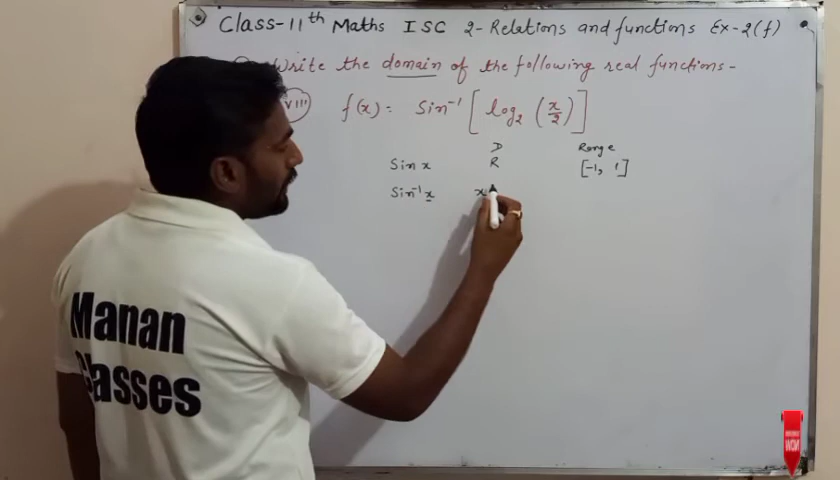 Class-11th Maths ISC 2-Relations and functions Ex-2(f)
Write the domain of the following real functions-
VIII) f(x) = Sin⁻¹ [log₂ (x/2)]
D Range
Sin x R [-1, 1]
Sin⁻¹x x
Manan
Classes